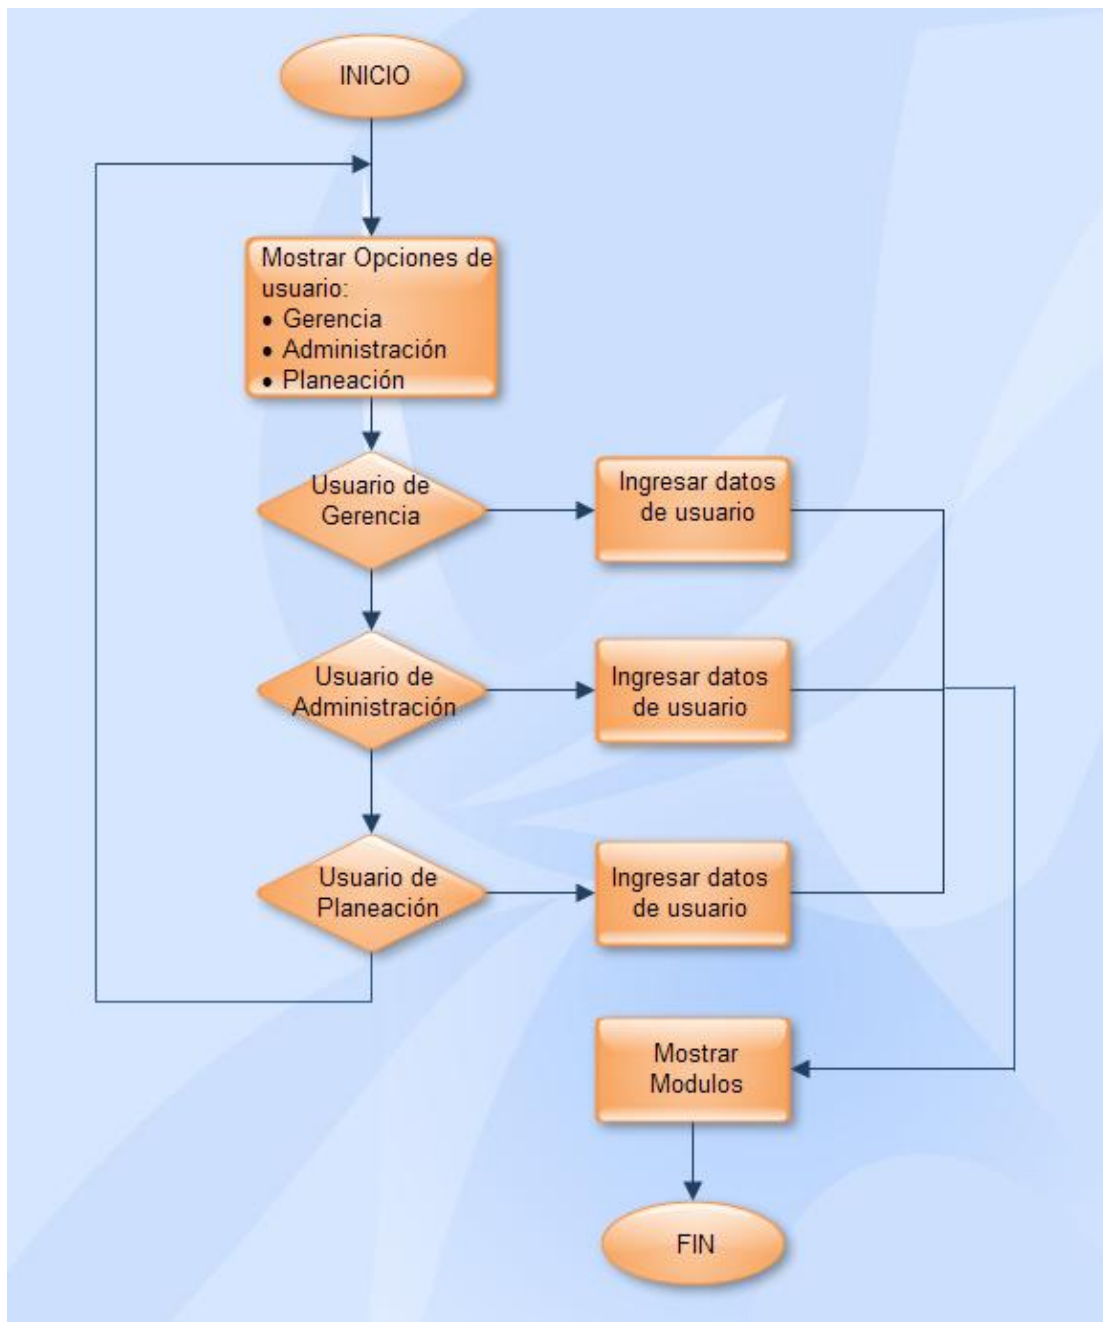 INICIO
Mostrar Opciones de
usuario:
• Gerencia
• Administración
• Planeación
Usuario de
Gerencia
Ingresar datos
de usuario
Usuario de
Administración
Ingresar datos
de usuario
Usuario de
Planeación
Ingresar datos
de usuario
Mostrar
Modulos
FIN